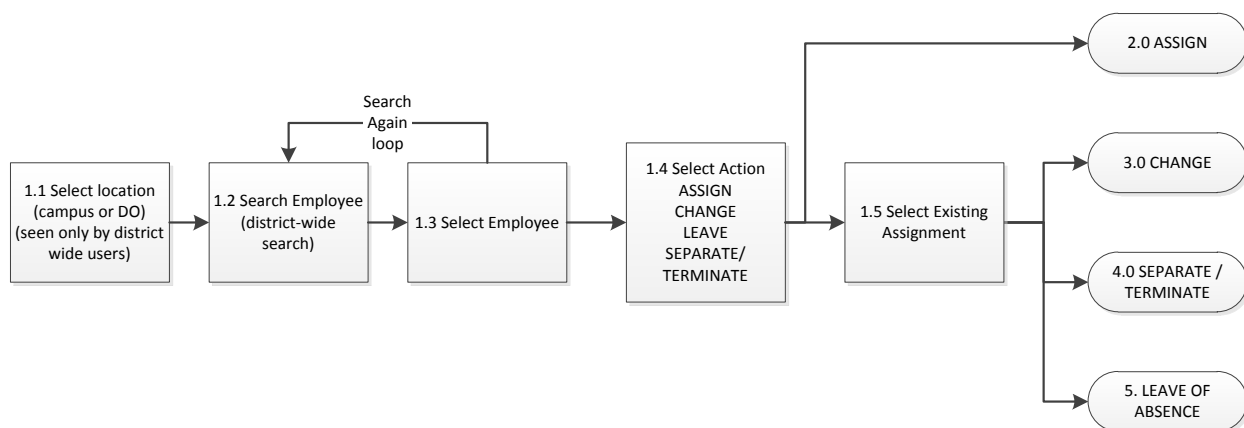 2.0 ASSIGN
Search
Again
loop
1.1 Select location
(campus or DO)
(seen only by district
wide users)
1.2 Search Employee
(district-wide
search)
1.3 Select Employee
1.4 Select Action
ASSIGN
CHANGE
LEAVE
SEPARATE/
TERMINATE
1.5 Select Existing
Assignment
3.0 CHANGE
4.0 SEPARATE /
TERMINATE
5. LEAVE OF
ABSENCE